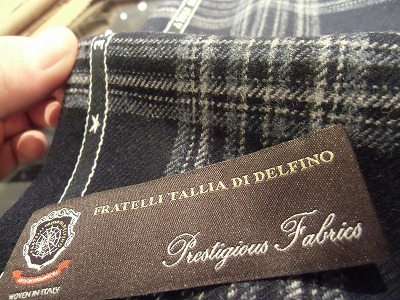 FRATELLI TALLIA DI DELFINO
Prestigious Fabrics
WOVEN IN ITALY